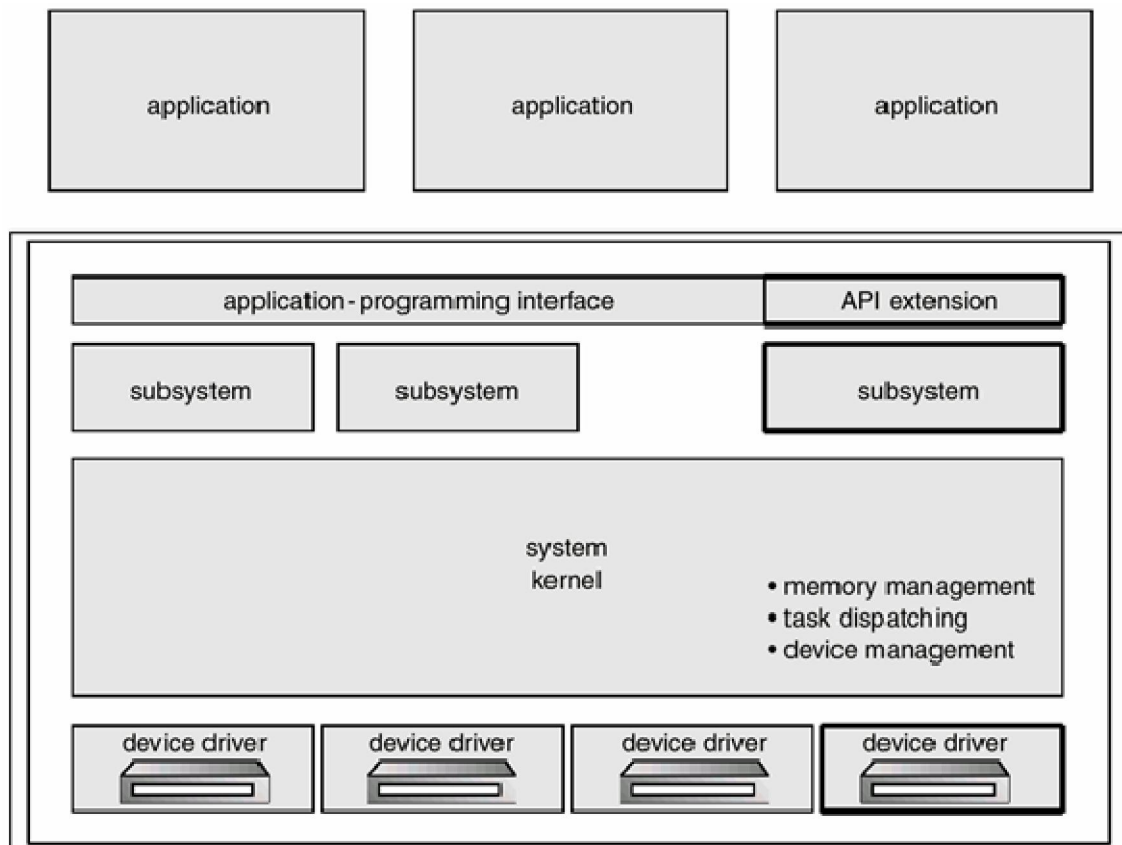 application
application
application
application-programming interface
API extension
subsystem
subsystem
subsystem
system
kernel
• memory management
• task dispatching
• device management
device driver
device driver
device driver
device driver